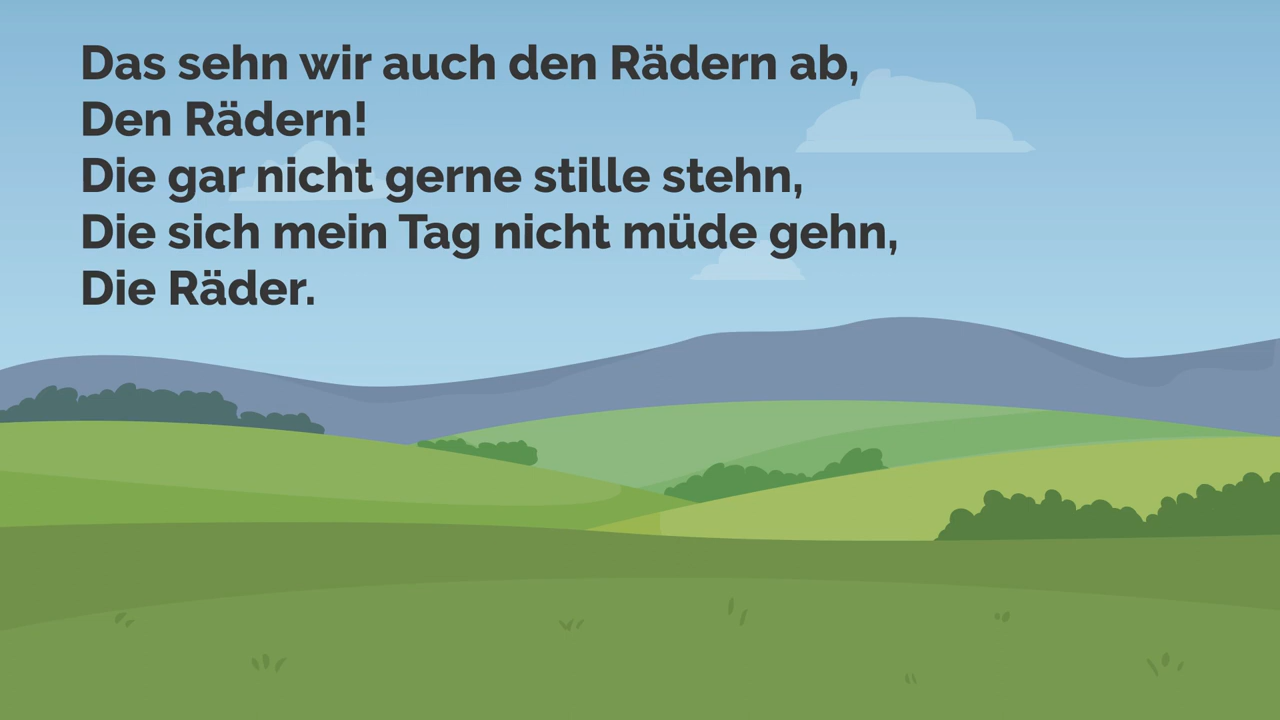 Das sehn wir auch den Rädern ab,
Den Rädern!
Die gar nicht gerne stille stehn,
Die sich mein Tag nicht müde gehn,
Die Räder.